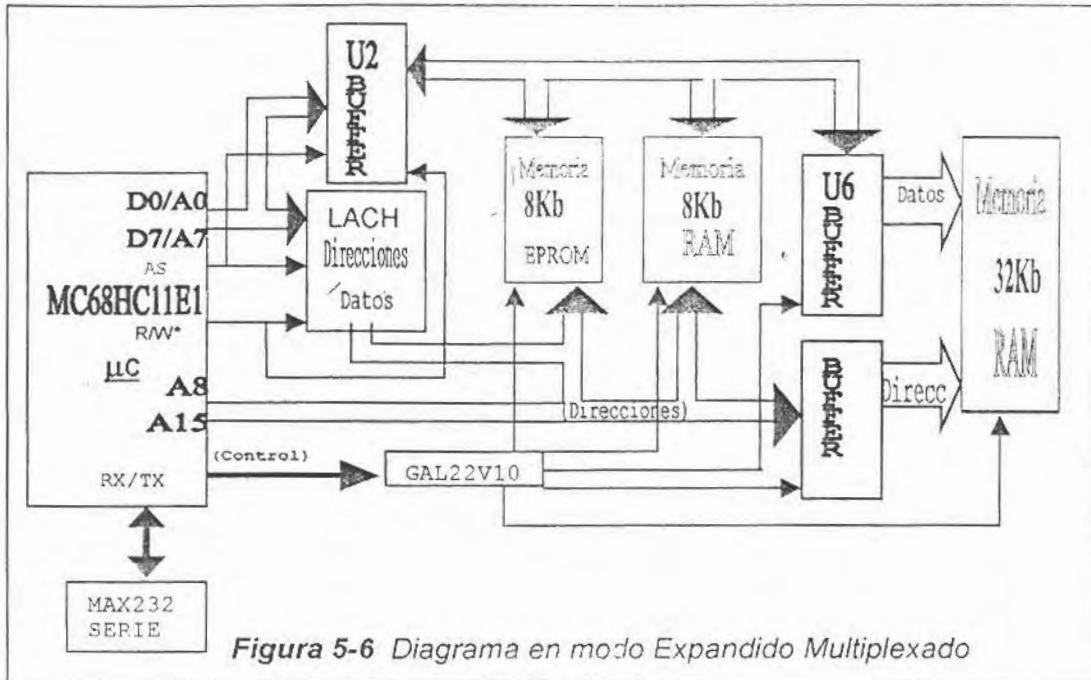 U2
BUFFER
D0/A0
D7/A7
AS
MC68HC11E1
R/W*
µC
A8
A15
RX/TX
(Control)
MAX232
SERIE
LACH
Direcciones
Datos
Memoria
8Kb
EPROM
Memoria
8Kb
RAM
U6
BUFFER
Datos
Memoria
32Kb
RAM
BUFFER
Direcc
(Direcciones)
GAL22V10
Figura 5-6 Diagrama en modo Expandido Multiplexado